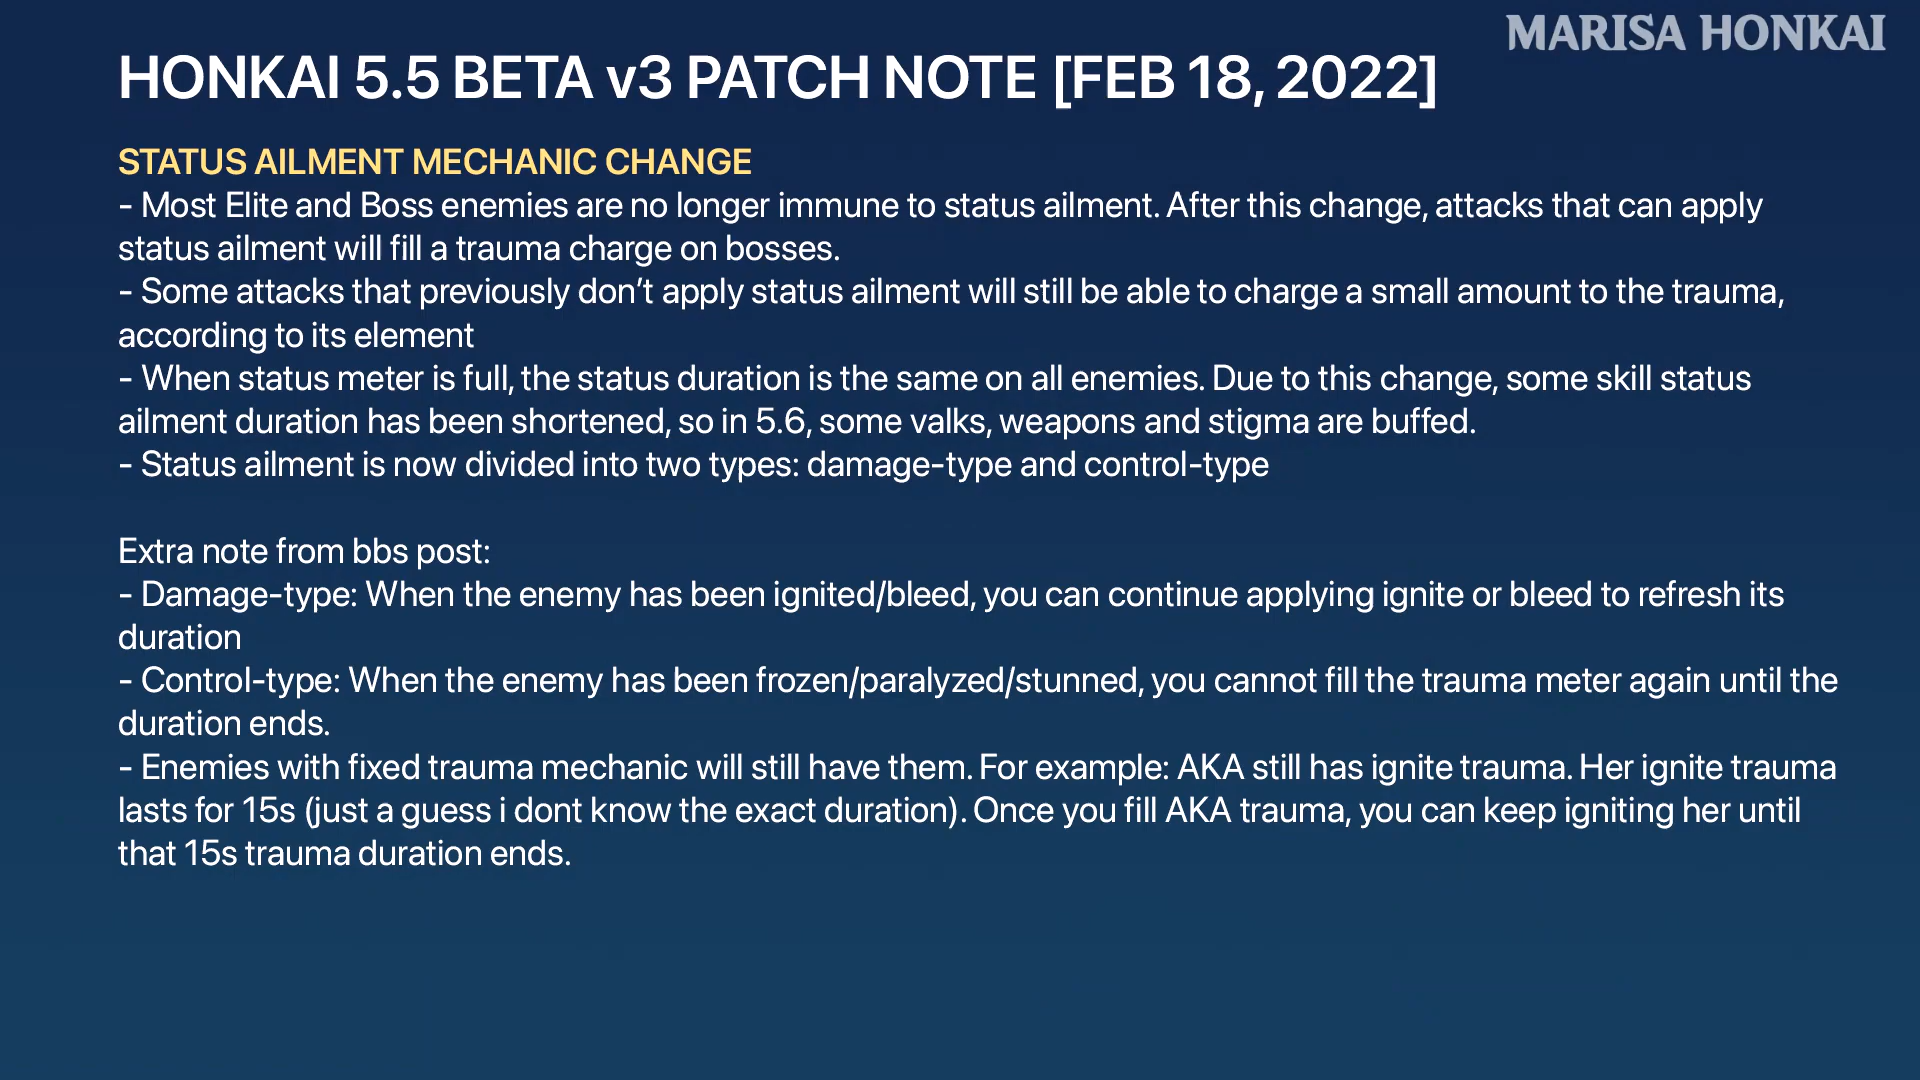 MARISA HONKAI
HONKAI 5.5 BETA v3 PATCH NOTE [FEB 18, 2022]
STATUS AILMENT MECHANIC CHANGE
- Most Elite and Boss enemies are no longer immune to status ailment. After this change, attacks that can apply
status ailment will fill a trauma charge on bosses.
- Some attacks that previously don’t apply status ailment will still be able to charge a small amount to the trauma,
according to its element
- When status meter is full, the status duration is the same on all enemies. Due to this change, some skill status
ailment duration has been shortened, so in 5.6, some valks, weapons and stigma are buffed.
- Status ailment is now divided into two types: damage-type and control-type
Extra note from bbs post:
- Damage-type: When the enemy has been ignited/bleed, you can continue applying ignite or bleed to refresh its
duration
- Control-type: When the enemy has been frozen/paralyzed/stunned, you cannot fill the trauma meter again until the
duration ends.
- Enemies with fixed trauma mechanic will still have them. For example: AKA still has ignite trauma. Her ignite trauma
lasts for 15s (just a guess i dont know the exact duration). Once you fill AKA trauma, you can keep igniting her until
that 15s trauma duration ends.